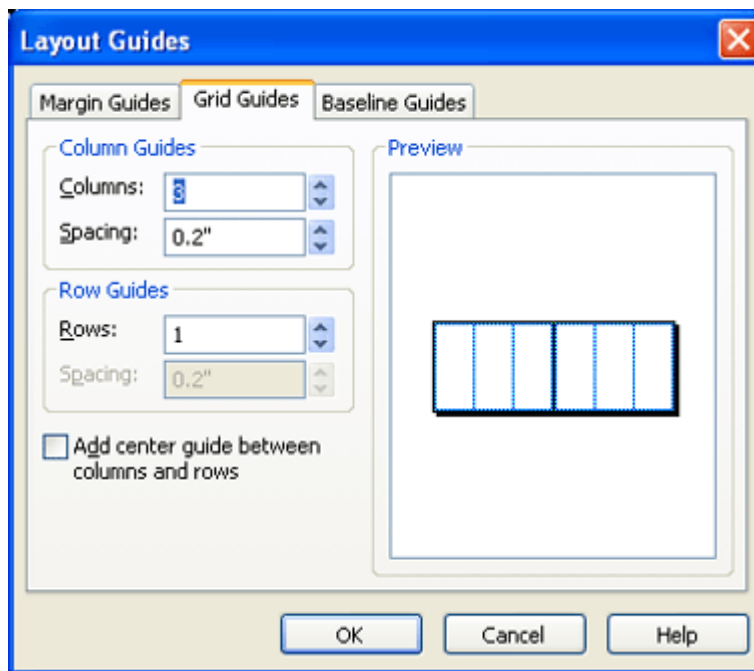 Layout Guides
Margin Guides Grid Guides Baseline Guides
Column Guides
Columns: 3
Spacing: 0.2"
Row Guides
Rows: 1
Spacing: 0.2"
Add center guide between
columns and rows
Preview
OK Cancel Help